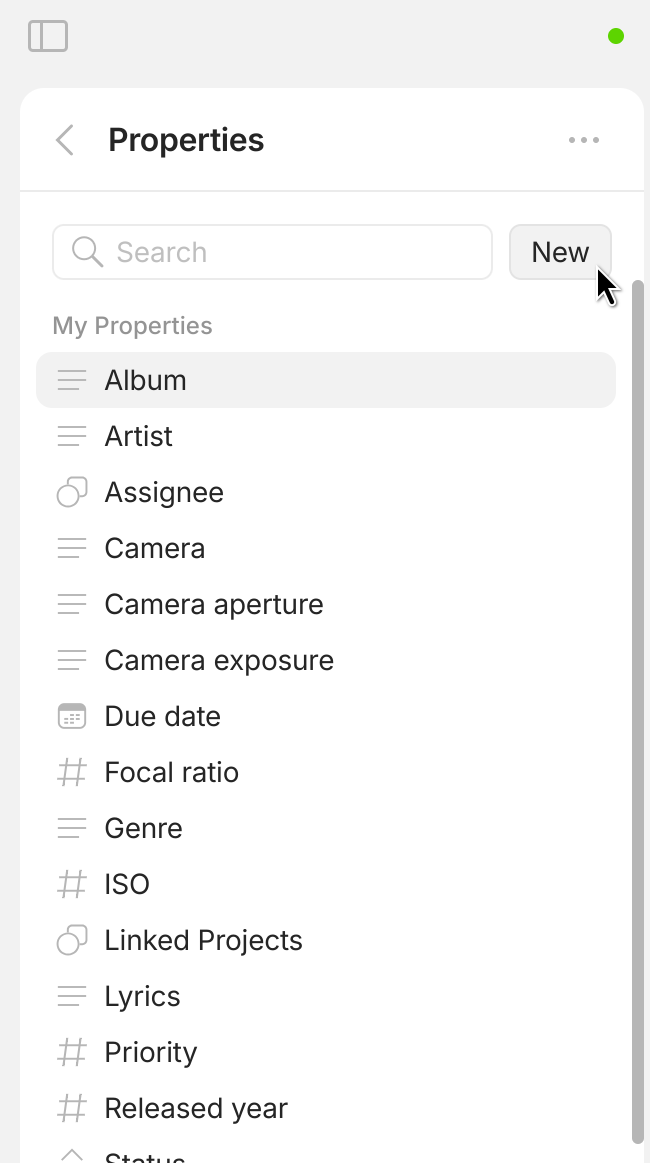 Properties
Search
New
My Properties
Album
Artist
Assignee
Camera
Camera aperture
Camera exposure
Due date
Focal ratio
Genre
ISO
Linked Projects
Lyrics
Priority
Released year
Status